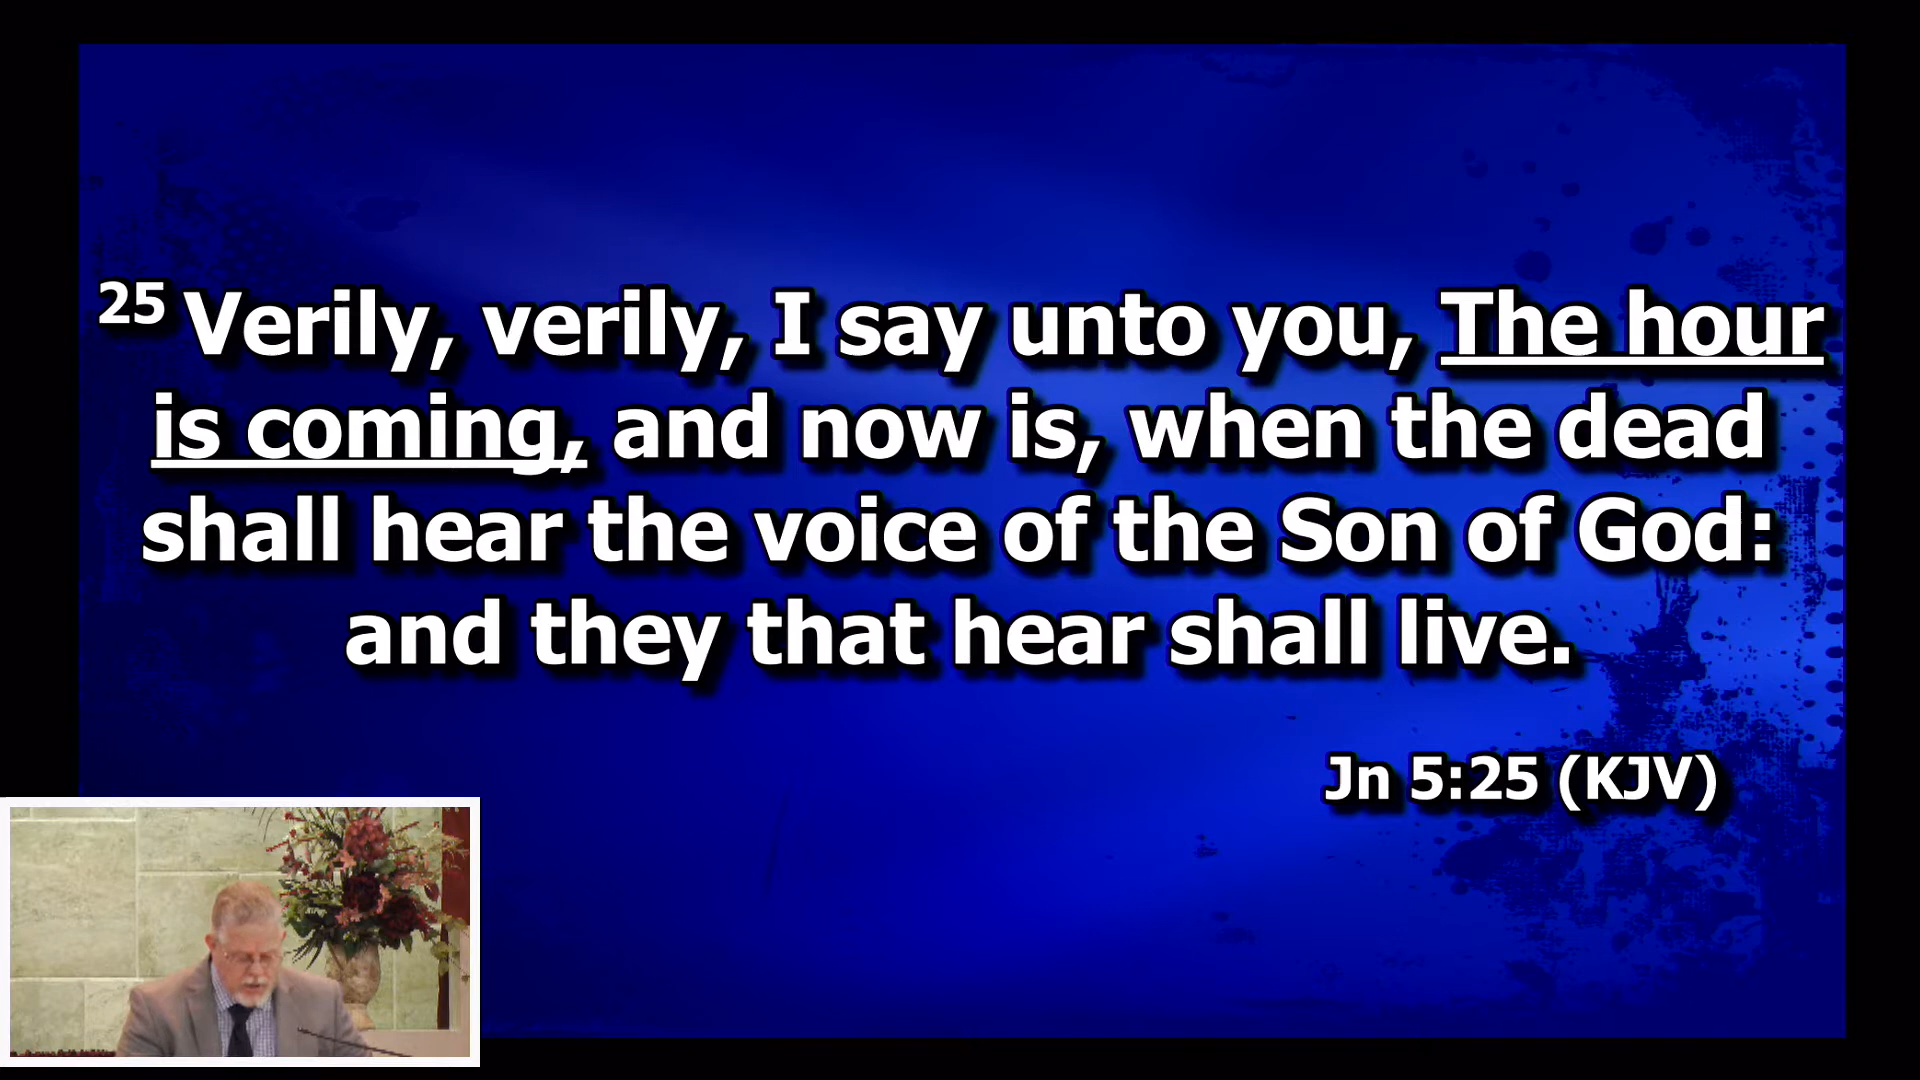 25 Verily, verily, I say unto you, The hour
is coming, and now is, when the dead
shall hear the voice of the Son of God:
and they that hear shall live.
Jn 5:25 (KJV)